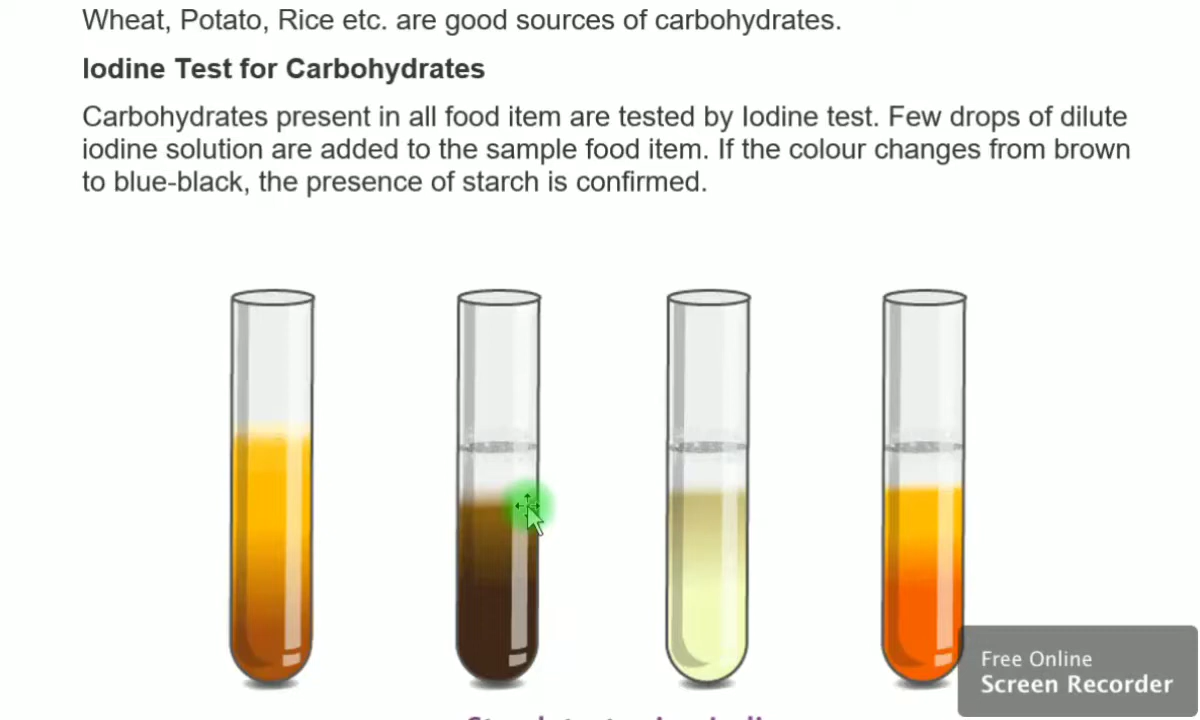 Wheat, Potato, Rice etc. are good sources of carbohydrates.
Iodine Test for Carbohydrates
Carbohydrates present in all food item are tested by Iodine test. Few drops of dilute
iodine solution are added to the sample food item. If the colour changes from brown
to blue-black, the presence of starch is confirmed.
Free Online
Screen Recorder